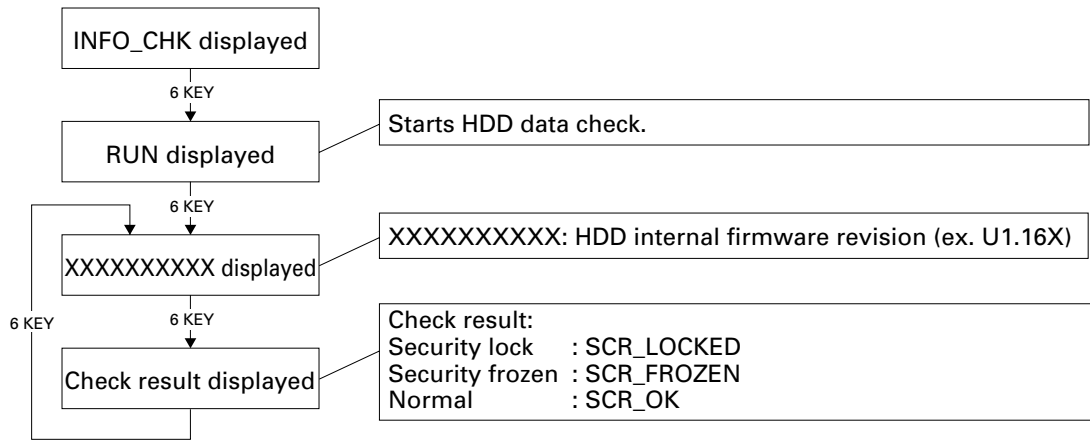 INFO_CHK displayed
6 KEY
RUN displayed
Starts HDD data check.
6 KEY
XXXXXXXXXX displayed
XXXXXXXXXX: HDD internal firmware revision (ex. U1.16X)
6 KEY
6 KEY
Check result displayed
Check result:
Security lock : SCR_LOCKED
Security frozen : SCR_FROZEN
Normal : SCR_OK